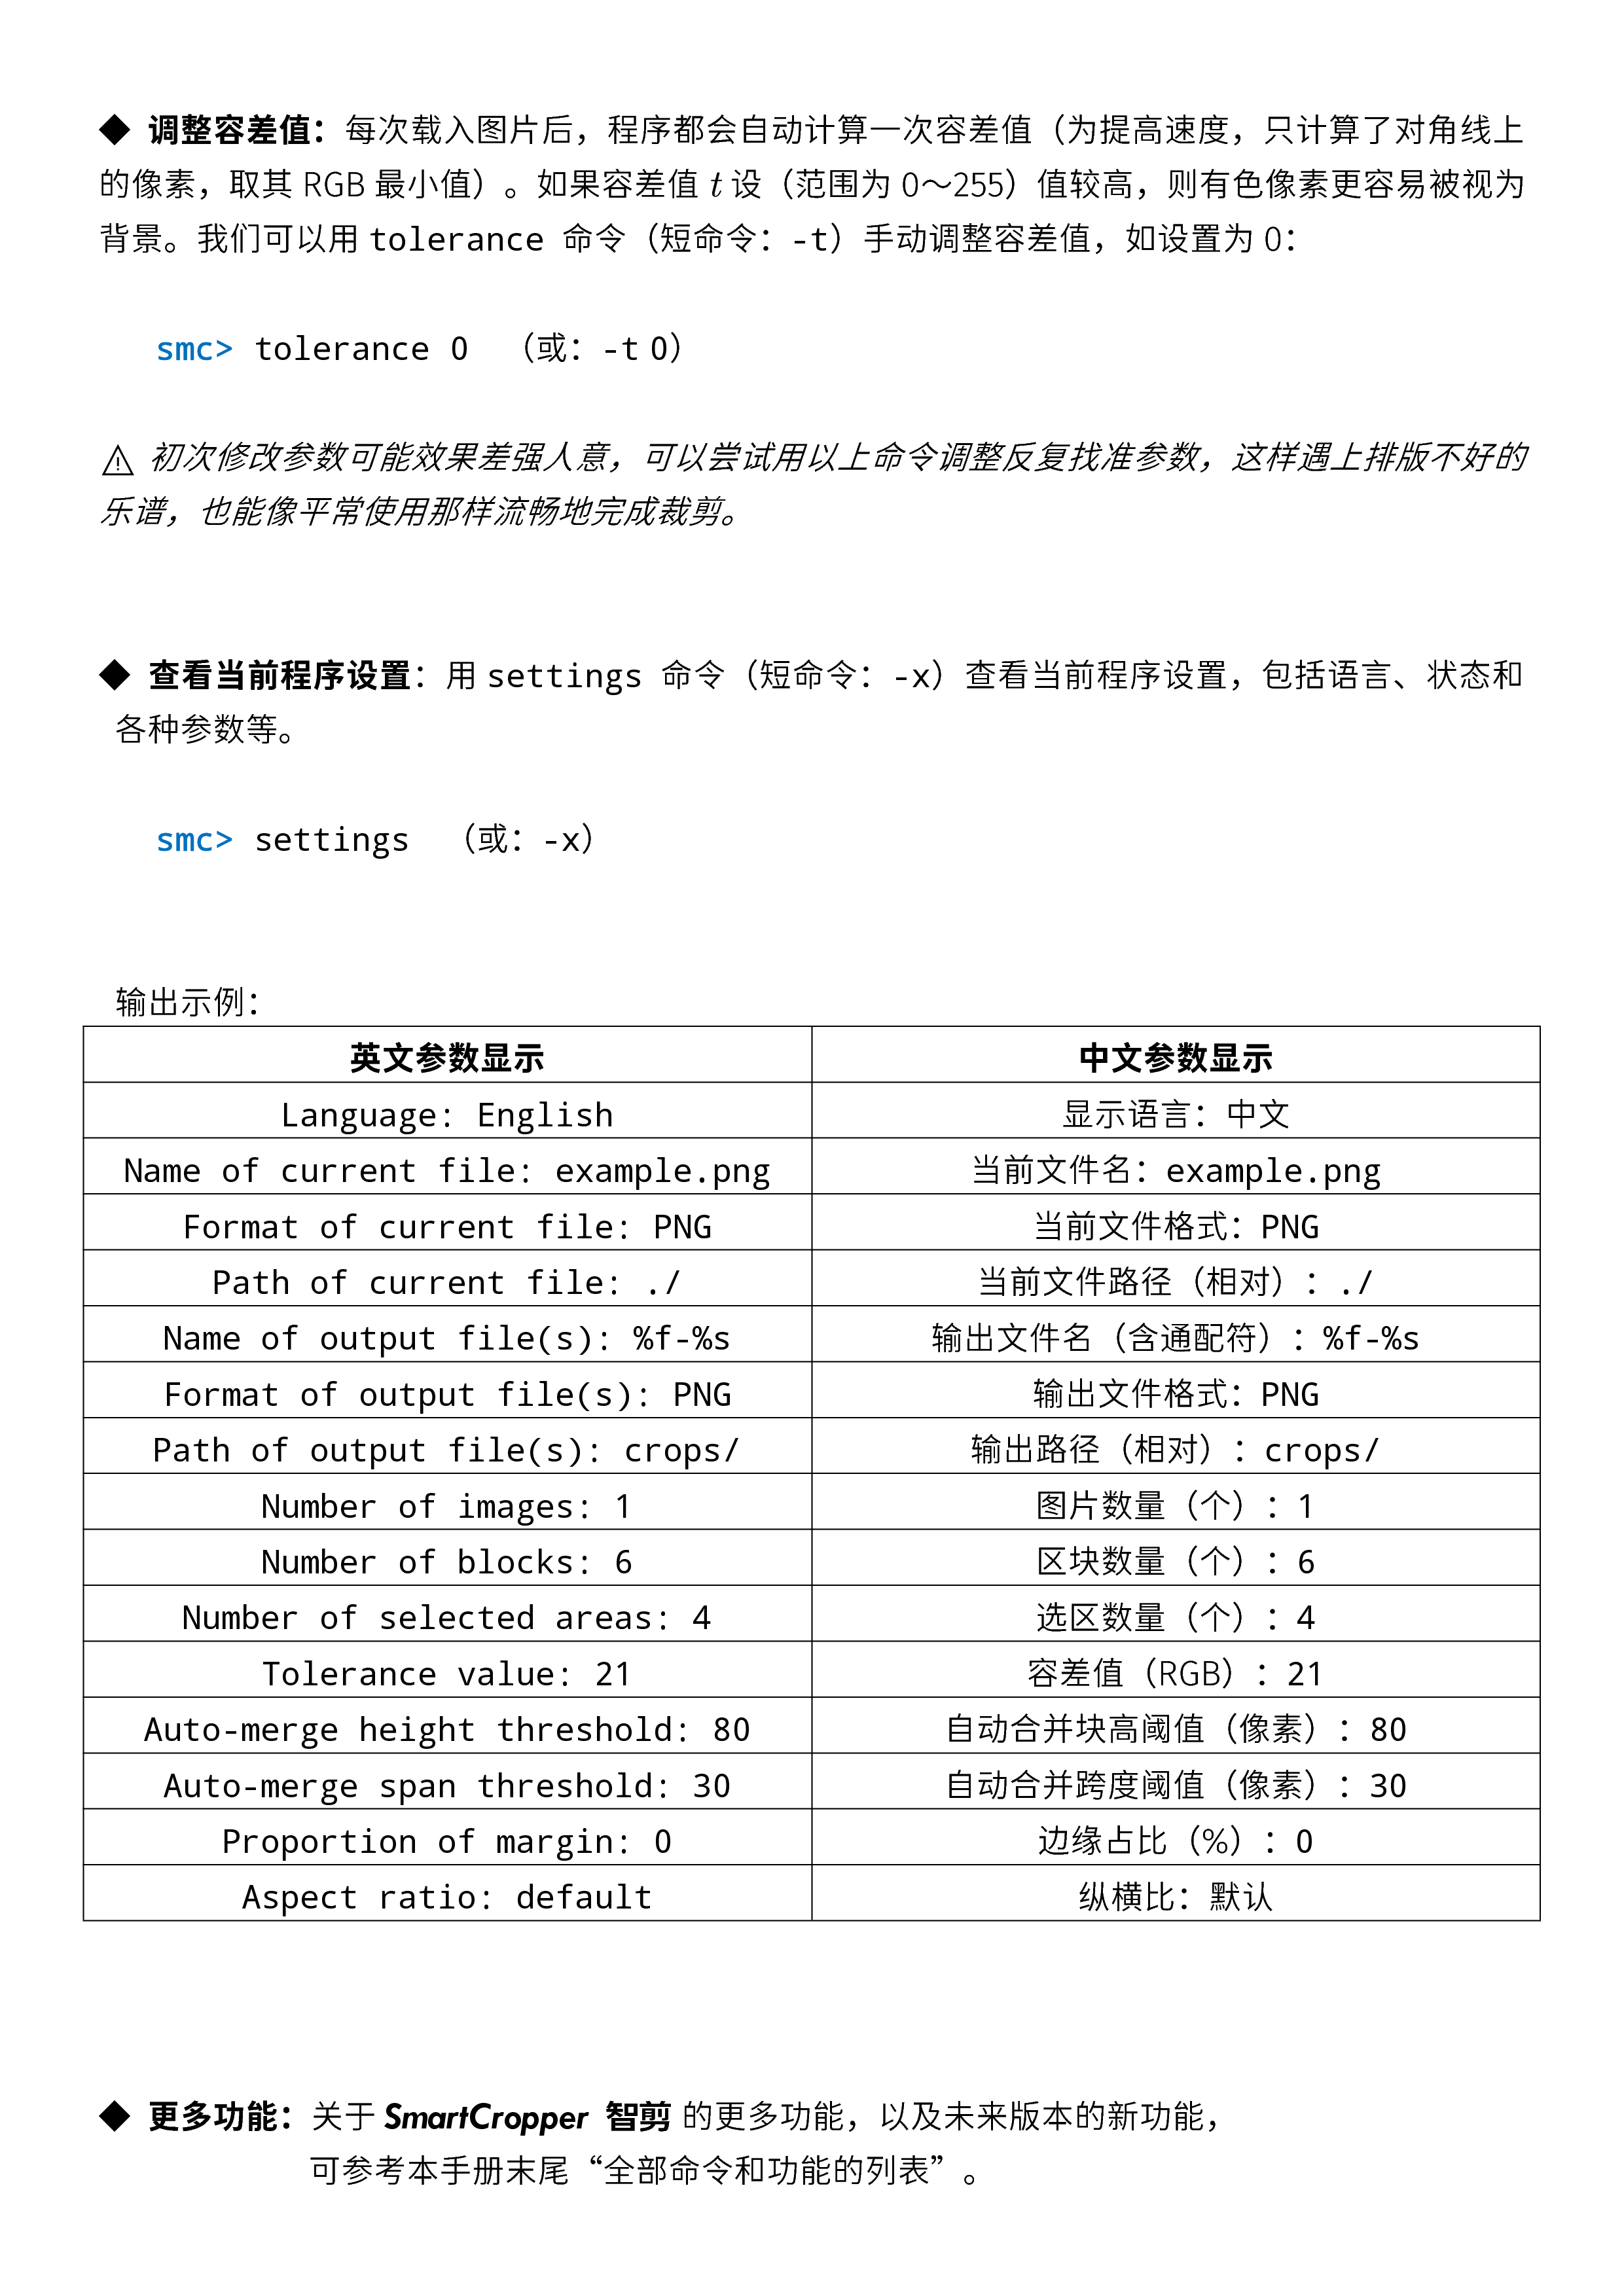 ◆ 调整容差值：每次载入图片后，程序都会自动计算一次容差值（为提高速度，只计算了对角线上
的像素，取其 RGB 最小值）。如果容差值 t 设（范围为 0～255）值较高，则有色像素更容易被视为
背景。我们可以用 tolerance 命令（短命令：-t）手动调整容差值，如设置为 0：
smc> tolerance 0 （或：-t 0）
⚠ 初次修改参数可能效果差强人意，可以尝试用以上命令调整反复找准参数，这样遇上排版不好的
乐谱，也能像平常使用那样流畅地完成裁剪。
◆ 查看当前程序设置：用 settings 命令（短命令：-x）查看当前程序设置，包括语言、状态和
各种参数等。
smc> settings （或：-x）
输出示例：
英文参数显示 中文参数显示
Language: English 显示语言：中文
Name of current file: example.png 当前文件名：example.png
Format of current file: PNG 当前文件格式：PNG
Path of current file: ./ 当前文件路径（相对）：./
Name of output file(s): %f-%s 输出文件名（含通配符）：%f-%s
Format of output file(s): PNG 输出文件格式：PNG
Path of output file(s): crops/ 输出路径（相对）：crops/
Number of images: 1 图片数量（个）：1
Number of blocks: 6 区块数量（个）：6
Number of selected areas: 4 选区数量（个）：4
Tolerance value: 21 容差值（RGB）：21
Auto-merge height threshold: 80 自动合并块高阈值（像素）：80
Auto-merge span threshold: 30 自动合并跨度阈值（像素）：30
Proportion of margin: 0 边缘占比（%）：0
Aspect ratio: default 纵横比：默认
◆ 更多功能：关于 SmartCropper 智剪 的更多功能，以及未来版本的新功能，
可参考本手册末尾“全部命令和功能的列表”。